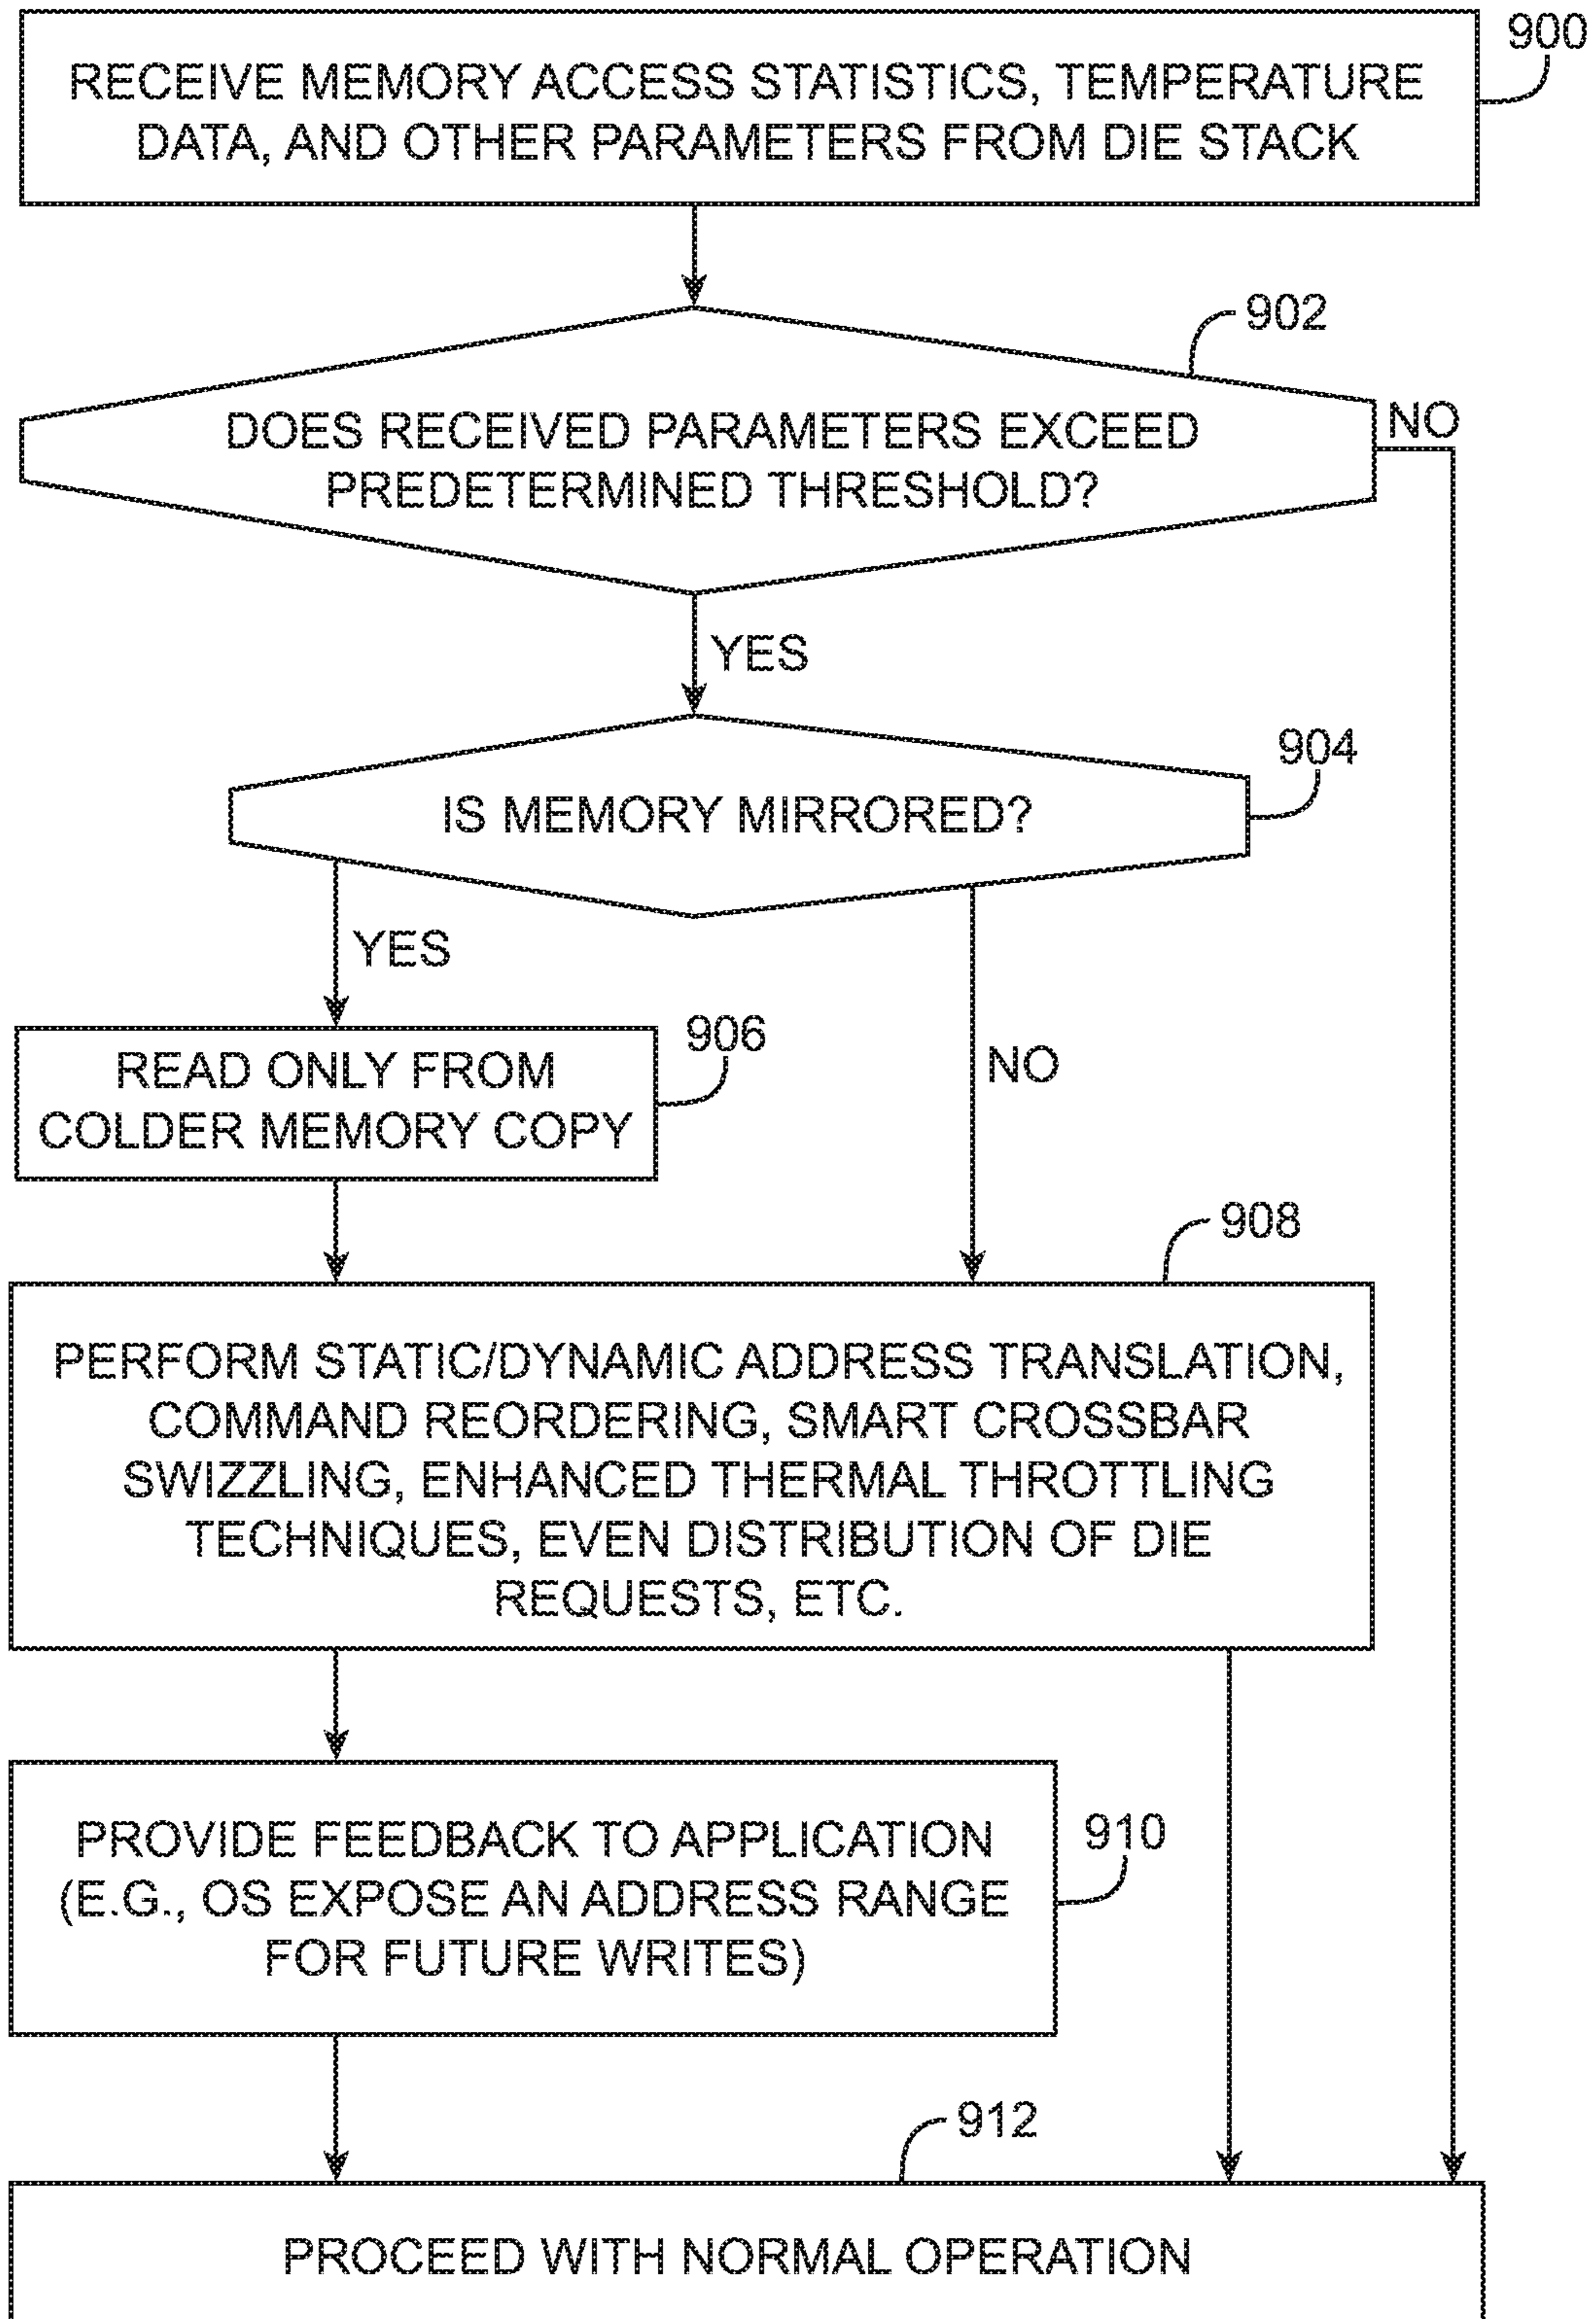 900
RECEIVE MEMORY ACCESS STATISTICS, TEMPERATURE
DATA, AND OTHER PARAMETERS FROM DIE STACK
902
DOES RECEIVED PARAMETERS EXCEED
PREDETERMINED THRESHOLD?
NO
YES
904
IS MEMORY MIRRORED?
YES
NO
906
READ ONLY FROM
COLDER MEMORY COPY
908
PERFORM STATIC/DYNAMIC ADDRESS TRANSLATION,
COMMAND REORDERING, SMART CROSSBAR
SWIZZLING, ENHANCED THERMAL THROTTLING
TECHNIQUES, EVEN DISTRIBUTION OF DIE
REQUESTS, ETC.
910
PROVIDE FEEDBACK TO APPLICATION
(E.G., OS EXPOSE AN ADDRESS RANGE
FOR FUTURE WRITES)
912
PROCEED WITH NORMAL OPERATION